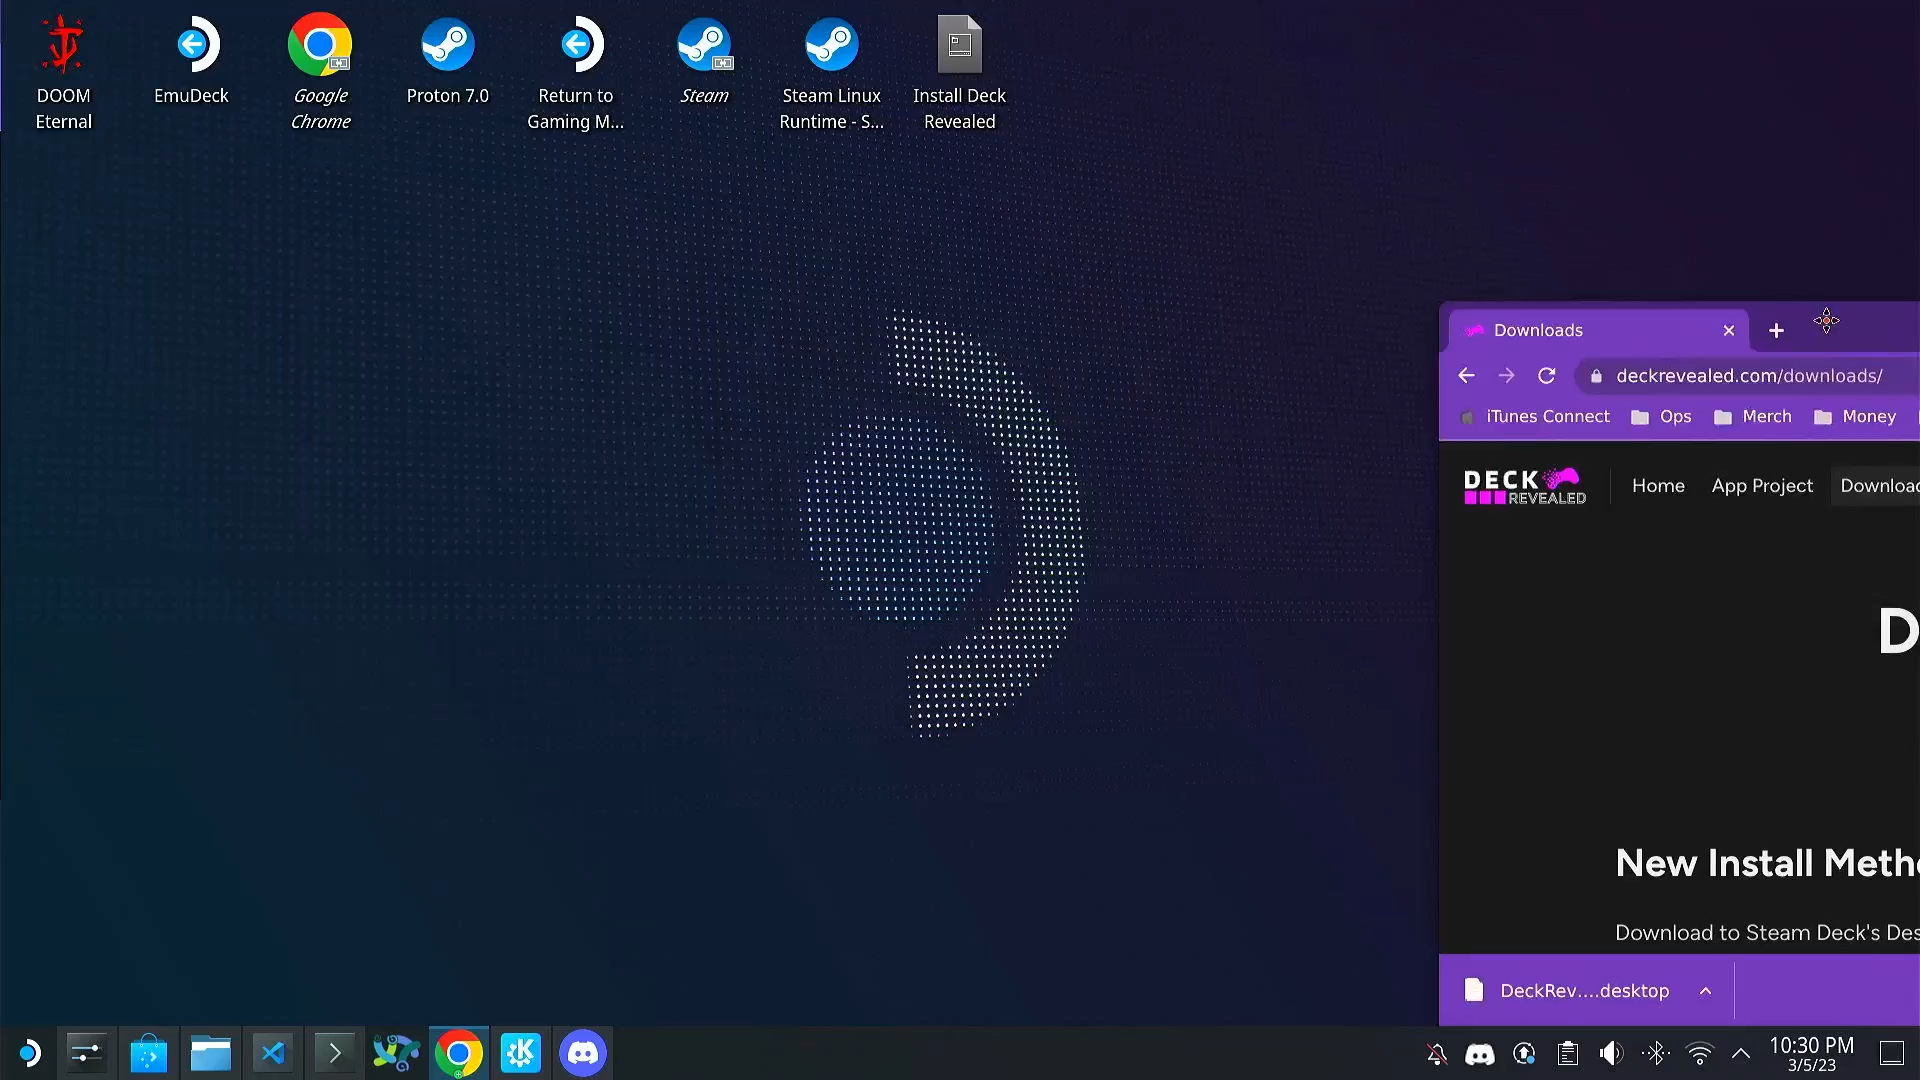 DOOM
Eternal
EmuDeck
Google
Chrome
Proton 7.0
Return to
Gaming M...
Steam
Steam Linux
Runtime - S...
Install Deck
Revealed
Downloads
deckrevealed.com/downloads/
iTunes Connect
Ops
Merch
Money
DECK
REVEALED
Home
App Project
Downloa
D
New Install Meth
Download to Steam Deck's Des
DeckRev....desktop
10:30 PM
3/5/23